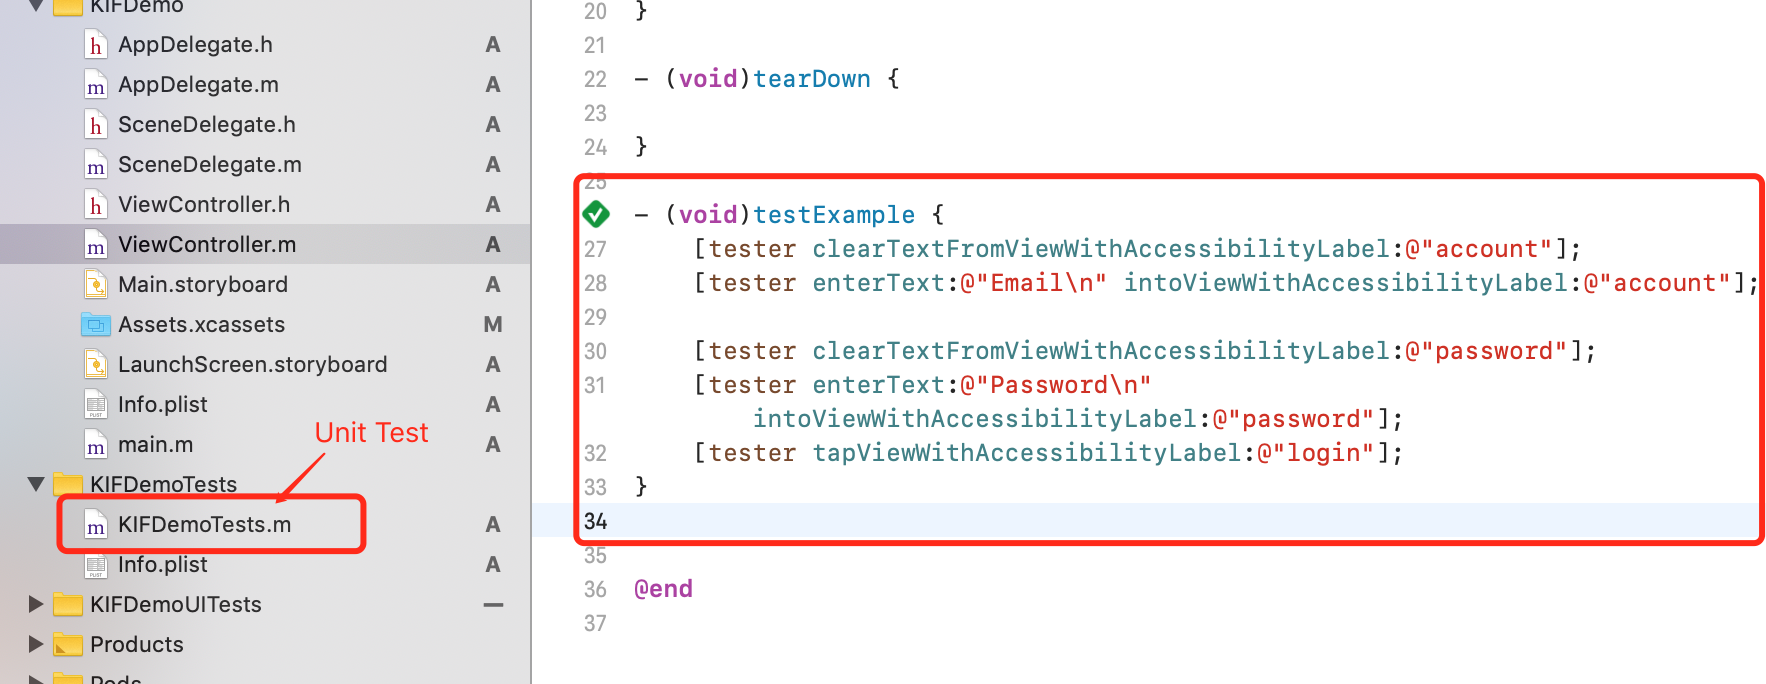 KIFDemo
AppDelegate.h A
AppDelegate.m A
SceneDelegate.h A
SceneDelegate.m A
ViewController.h A
ViewController.m A
Main.storyboard A
Assets.xcassets M
LaunchScreen.storyboard A
Info.plist A
main.m A
Unit Test
KIFDemoTests
KIFDemoTests.m A
Info.plist A
KIFDemoUITests —
Products
Pods
20 }
21
22 - (void)tearDown {
23
24 }
25
- (void)testExample {
27 [tester clearTextFromViewWithAccessibilityLabel:@"account"];
28 [tester enterText:@"Email\n" intoViewWithAccessibilityLabel:@"account"];
29
30 [tester clearTextFromViewWithAccessibilityLabel:@"password"];
31 [tester enterText:@"Password\n"
intoViewWithAccessibilityLabel:@"password"];
32 [tester tapViewWithAccessibilityLabel:@"login"];
33 }
34
35
36 @end
37